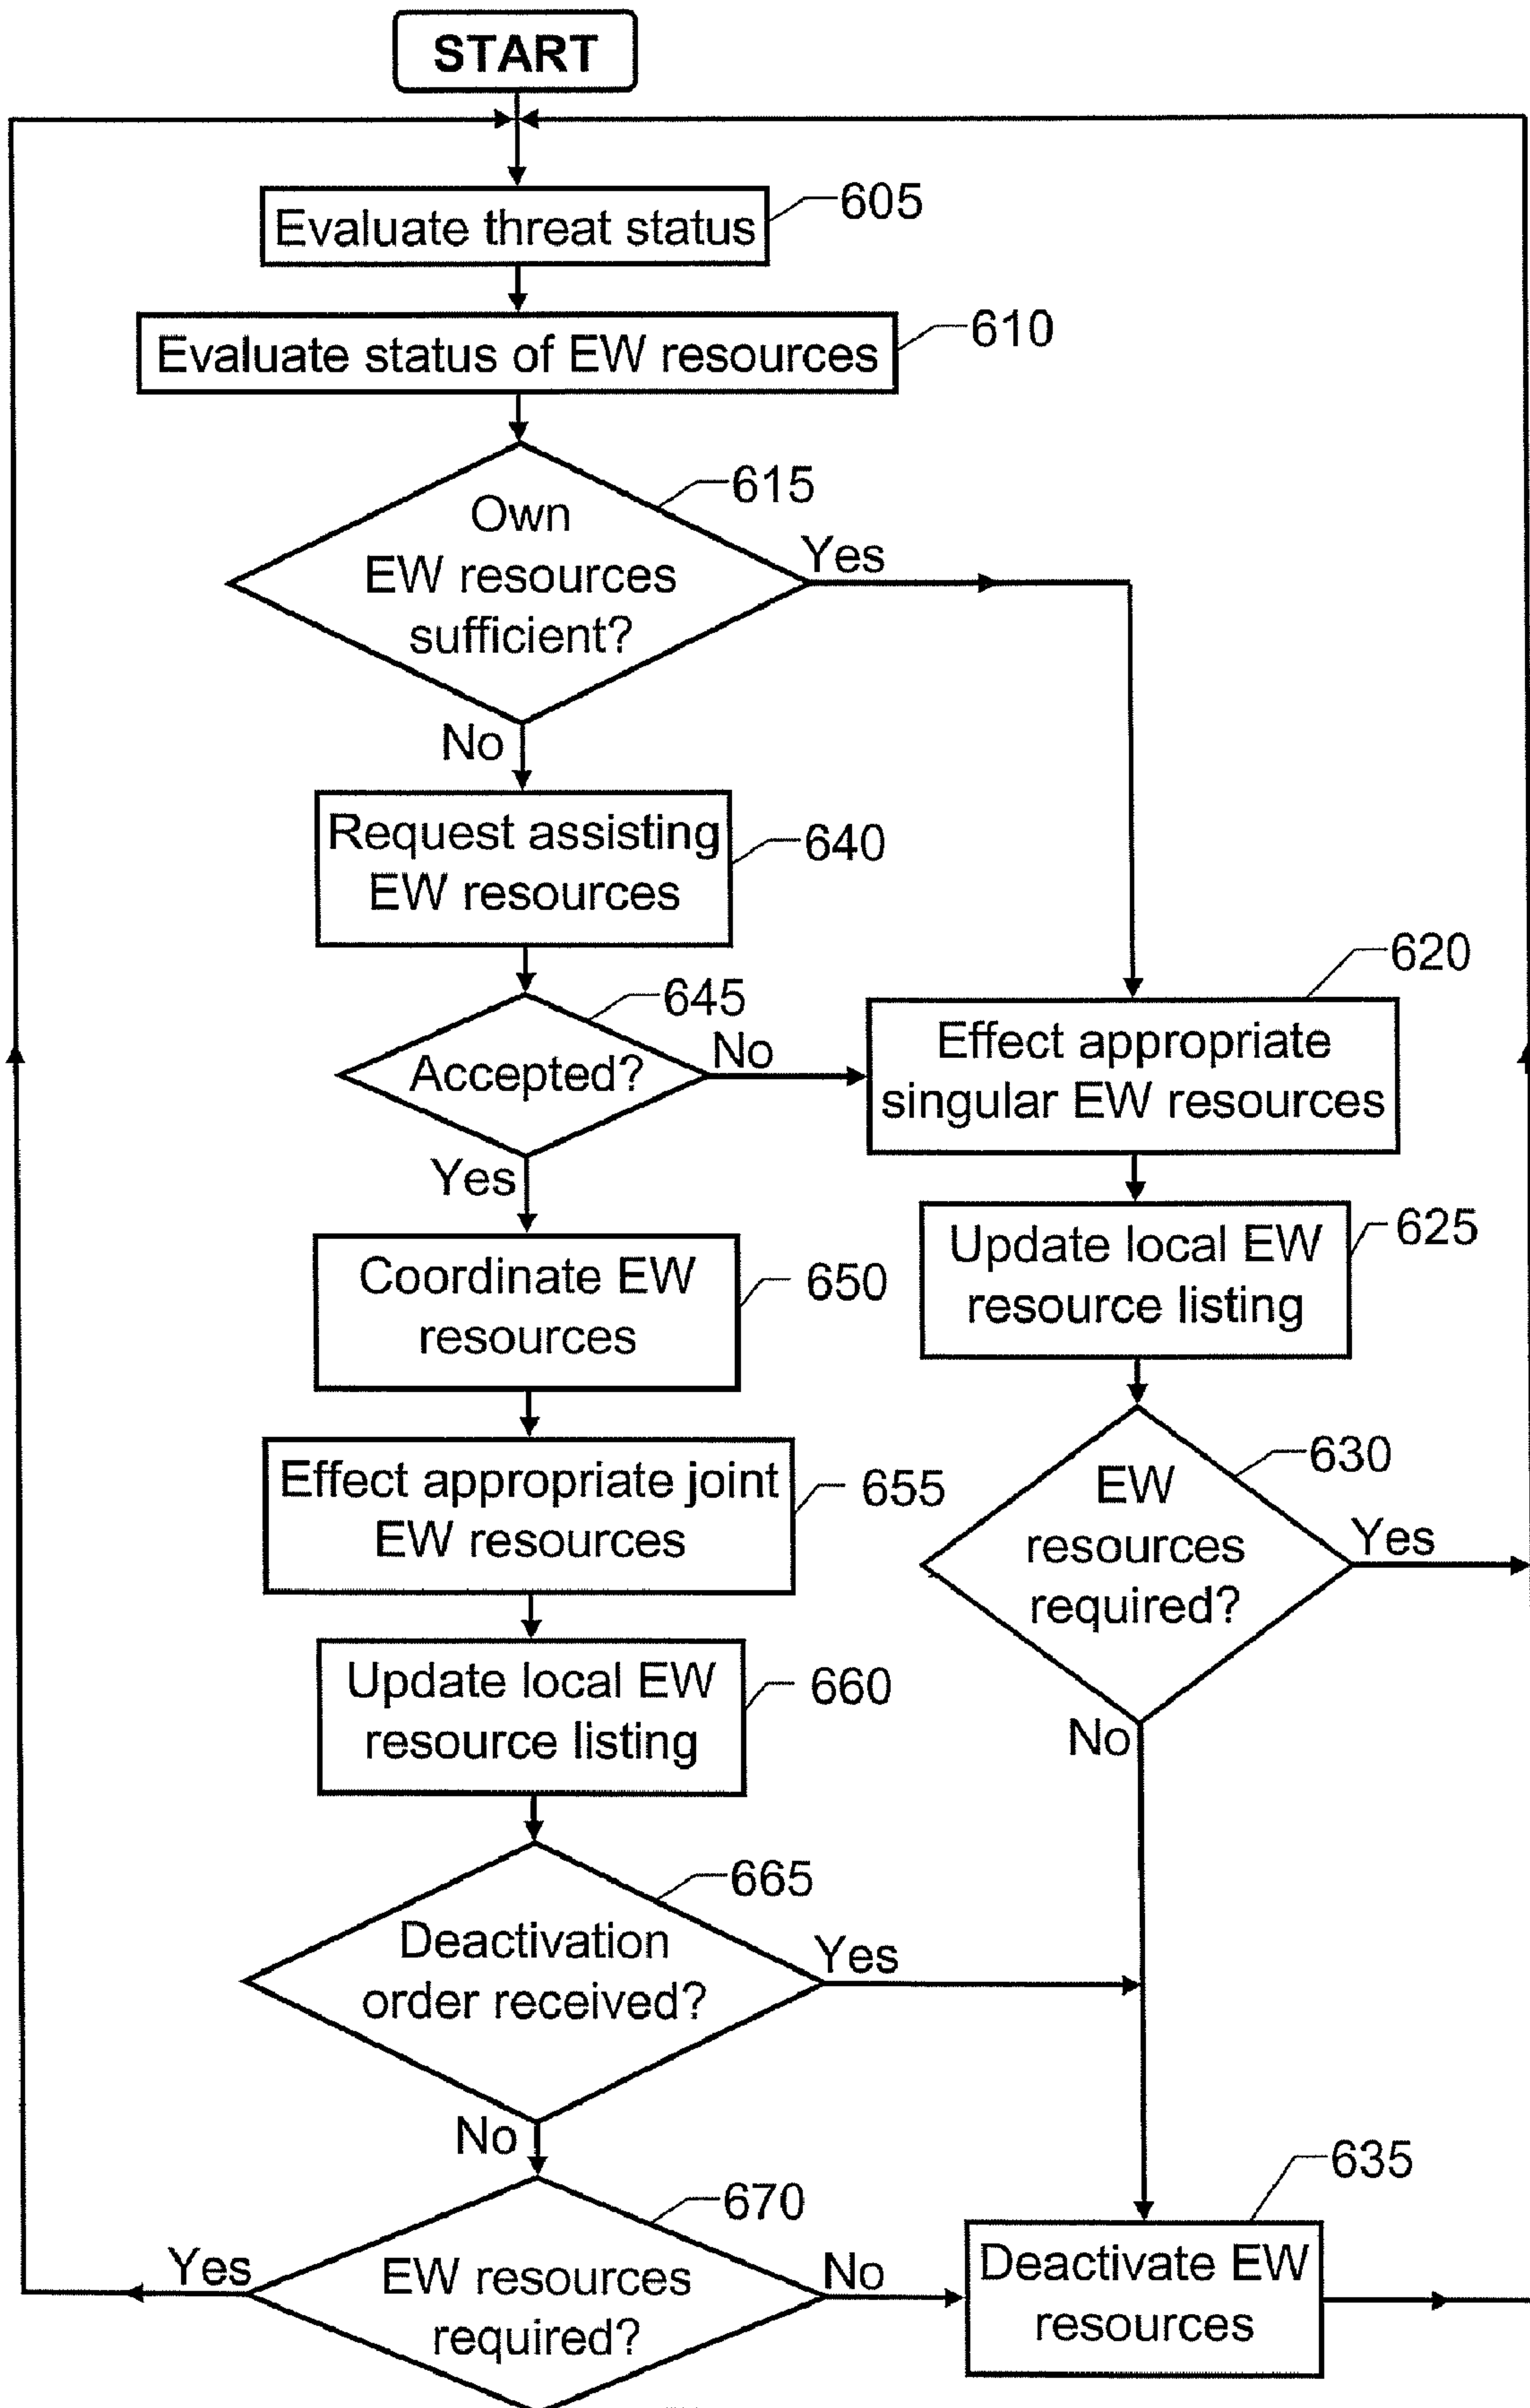 START
Evaluate threat status
605
Evaluate status of EW resources
610
615
Own
EW resources
sufficient?
Yes
No
Request assisting
EW resources
640
645
Accepted?
No
Yes
620
Effect appropriate
singular EW resources
Update local EW
resource listing
625
Coordinate EW
resources
650
630
EW
resources
required?
Yes
No
Effect appropriate joint
EW resources
655
Update local EW
resource listing
660
665
Deactivation
order received?
Yes
No
670
EW resources
required?
Yes
No
635
Deactivate EW
resources